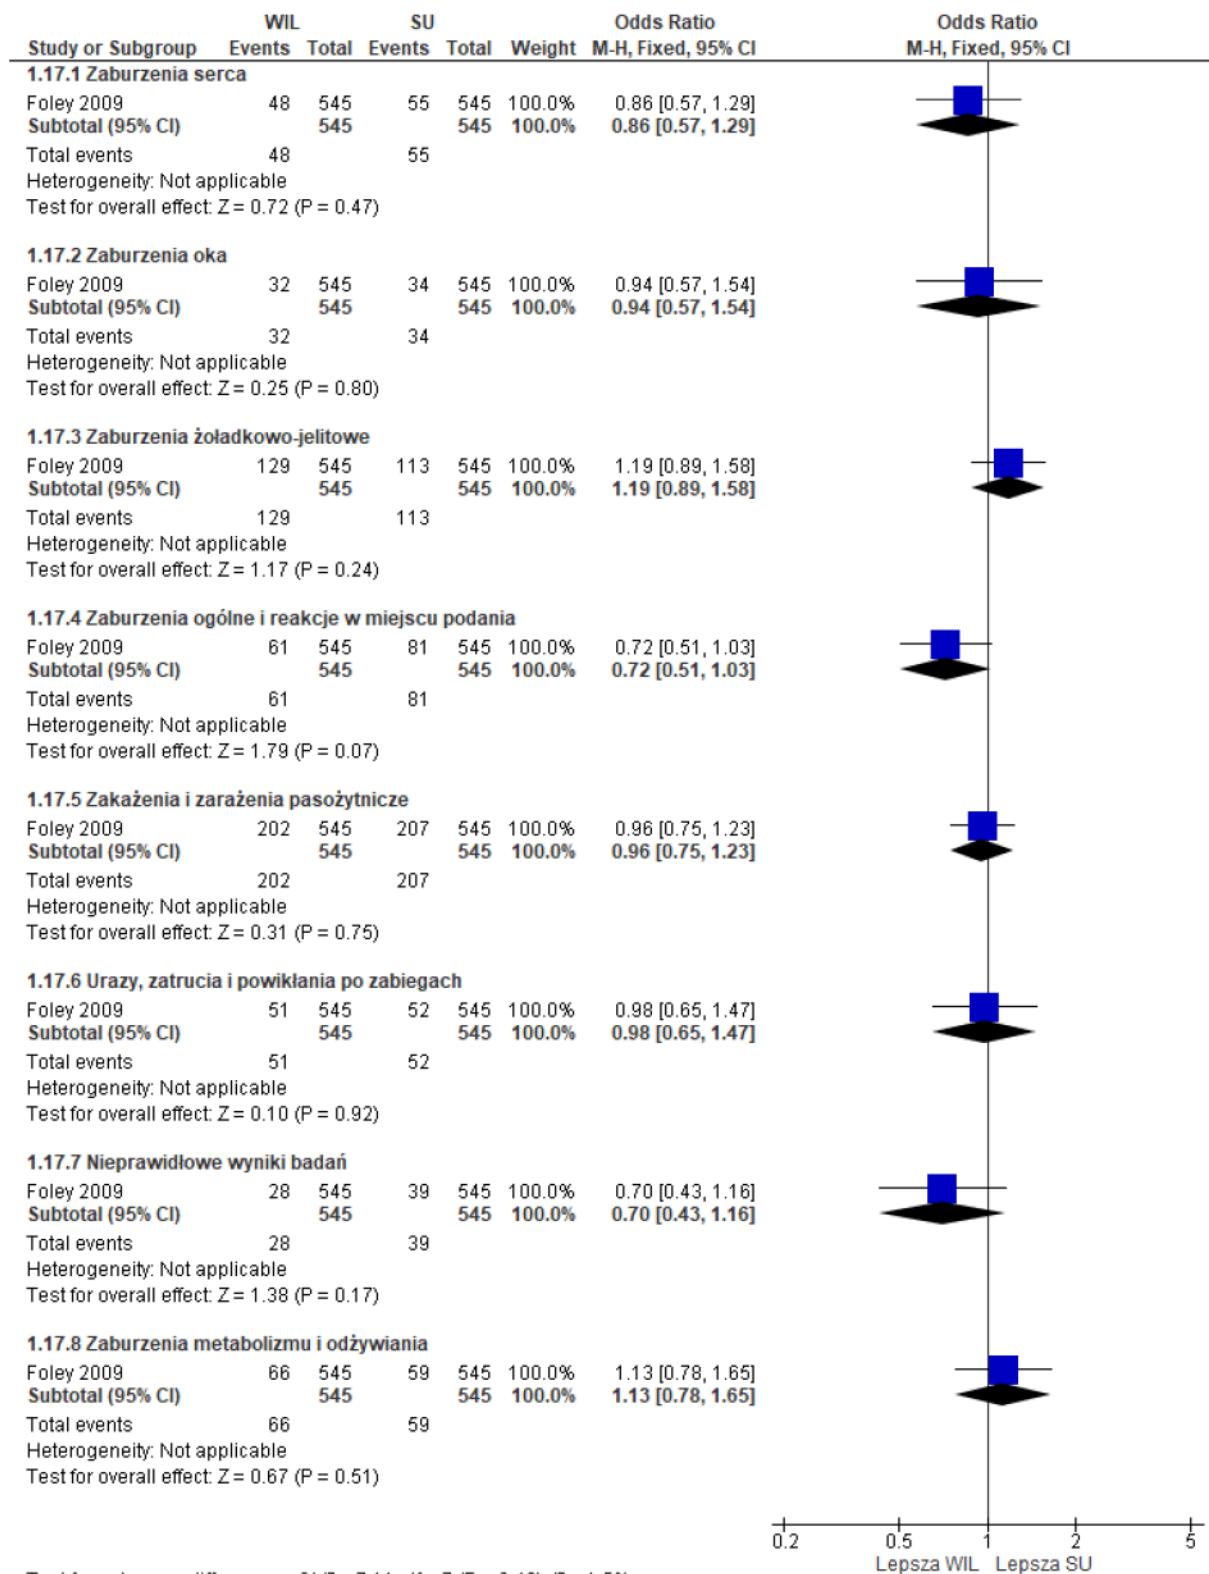 WIL SU Odds Ratio Odds Ratio
Study or Subgroup Events Total Events Total Weight M-H, Fixed, 95% CI M-H, Fixed, 95% CI
1.17.1 Zaburzenia serca
Foley 2009 48 545 55 545 100.0% 0.86 [0.57, 1.29]
Subtotal (95% CI) 545 545 100.0% 0.86 [0.57, 1.29]
Total events 48 55
Heterogeneity: Not applicable
Test for overall effect: Z = 0.72 (P = 0.47)
1.17.2 Zaburzenia oka
Foley 2009 32 545 34 545 100.0% 0.94 [0.57, 1.54]
Subtotal (95% CI) 545 545 100.0% 0.94 [0.57, 1.54]
Total events 32 34
Heterogeneity: Not applicable
Test for overall effect: Z = 0.25 (P = 0.80)
1.17.3 Zaburzenia żoładkowo-jelitowe
Foley 2009 129 545 113 545 100.0% 1.19 [0.89, 1.58]
Subtotal (95% CI) 545 545 100.0% 1.19 [0.89, 1.58]
Total events 129 113
Heterogeneity: Not applicable
Test for overall effect: Z = 1.17 (P = 0.24)
1.17.4 Zaburzenia ogólne i reakcje w miejscu podania
Foley 2009 61 545 81 545 100.0% 0.72 [0.51, 1.03]
Subtotal (95% CI) 545 545 100.0% 0.72 [0.51, 1.03]
Total events 61 81
Heterogeneity: Not applicable
Test for overall effect: Z = 1.79 (P = 0.07)
1.17.5 Zakażenia i zarażenia pasożytnicze
Foley 2009 202 545 207 545 100.0% 0.96 [0.75, 1.23]
Subtotal (95% CI) 545 545 100.0% 0.96 [0.75, 1.23]
Total events 202 207
Heterogeneity: Not applicable
Test for overall effect: Z = 0.31 (P = 0.75)
1.17.6 Urazy, zatrucia i powikłania po zabiegach
Foley 2009 51 545 52 545 100.0% 0.98 [0.65, 1.47]
Subtotal (95% CI) 545 545 100.0% 0.98 [0.65, 1.47]
Total events 51 52
Heterogeneity: Not applicable
Test for overall effect: Z = 0.10 (P = 0.92)
1.17.7 Nieprawidłowe wyniki badań
Foley 2009 28 545 39 545 100.0% 0.70 [0.43, 1.16]
Subtotal (95% CI) 545 545 100.0% 0.70 [0.43, 1.16]
Total events 28 39
Heterogeneity: Not applicable
Test for overall effect: Z = 1.38 (P = 0.17)
1.17.8 Zaburzenia metabolizmu i odżywiania
Foley 2009 66 545 59 545 100.0% 1.13 [0.78, 1.65]
Subtotal (95% CI) 545 545 100.0% 1.13 [0.78, 1.65]
Total events 66 59
Heterogeneity: Not applicable
Test for overall effect: Z = 0.67 (P = 0.51)
0.2 0.5 1 2 5
Lepsza WIL Lepsza SU